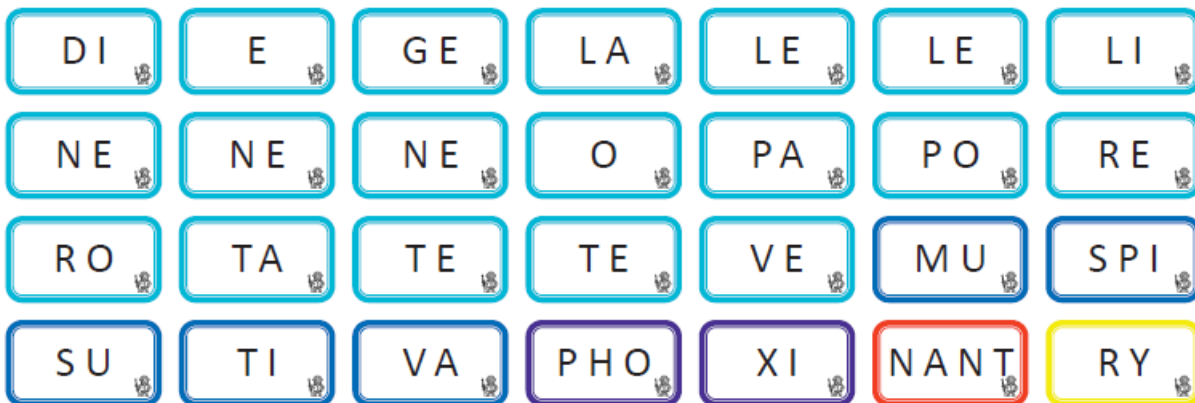 DI E GE LA LE LE LI
NE NE NE O PA PO RE
RO TA TE TE VE MU SPI
SU TI VA PHO XI NANT RY